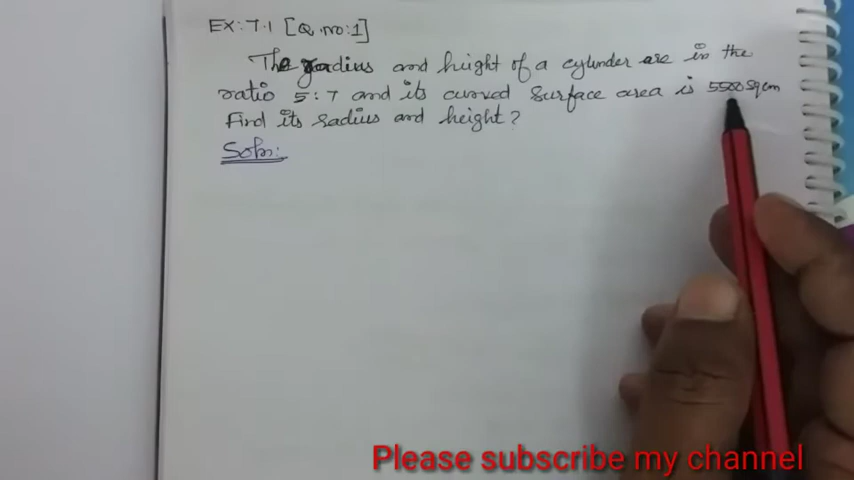 EX: 7.1 [Q.no:1]
The radius and height of a cylinder are in the
ratio 5:7 and its curved surface area is 5500 sq cm
Find its radius and height?
Soln:
Please subscribe my channel